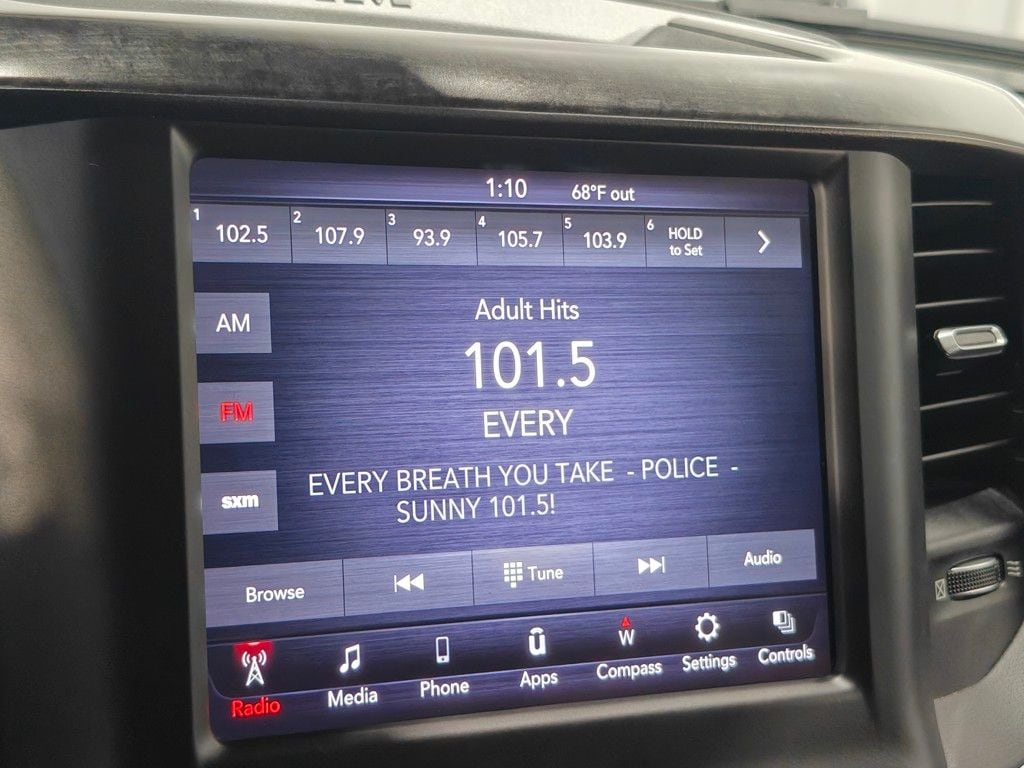 1:10 68°F out
1 102.5 2 107.9 3 93.9 4 105.7 5 103.9 6 HOLD to Set
AM
Adult Hits
101.5
FM
EVERY
EVERY BREATH YOU TAKE - POLICE -
SUNNY 101.5!
sxm
Browse Tune Audio
W
Radio Media Phone Apps Compass Settings Controls